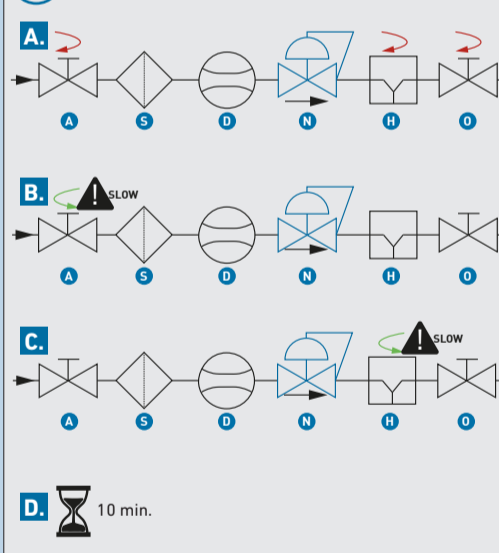 A.
A S D N H O
B.
! SLOW
A S D N H O
C.
! SLOW
A S D N H O
D. 10 min.